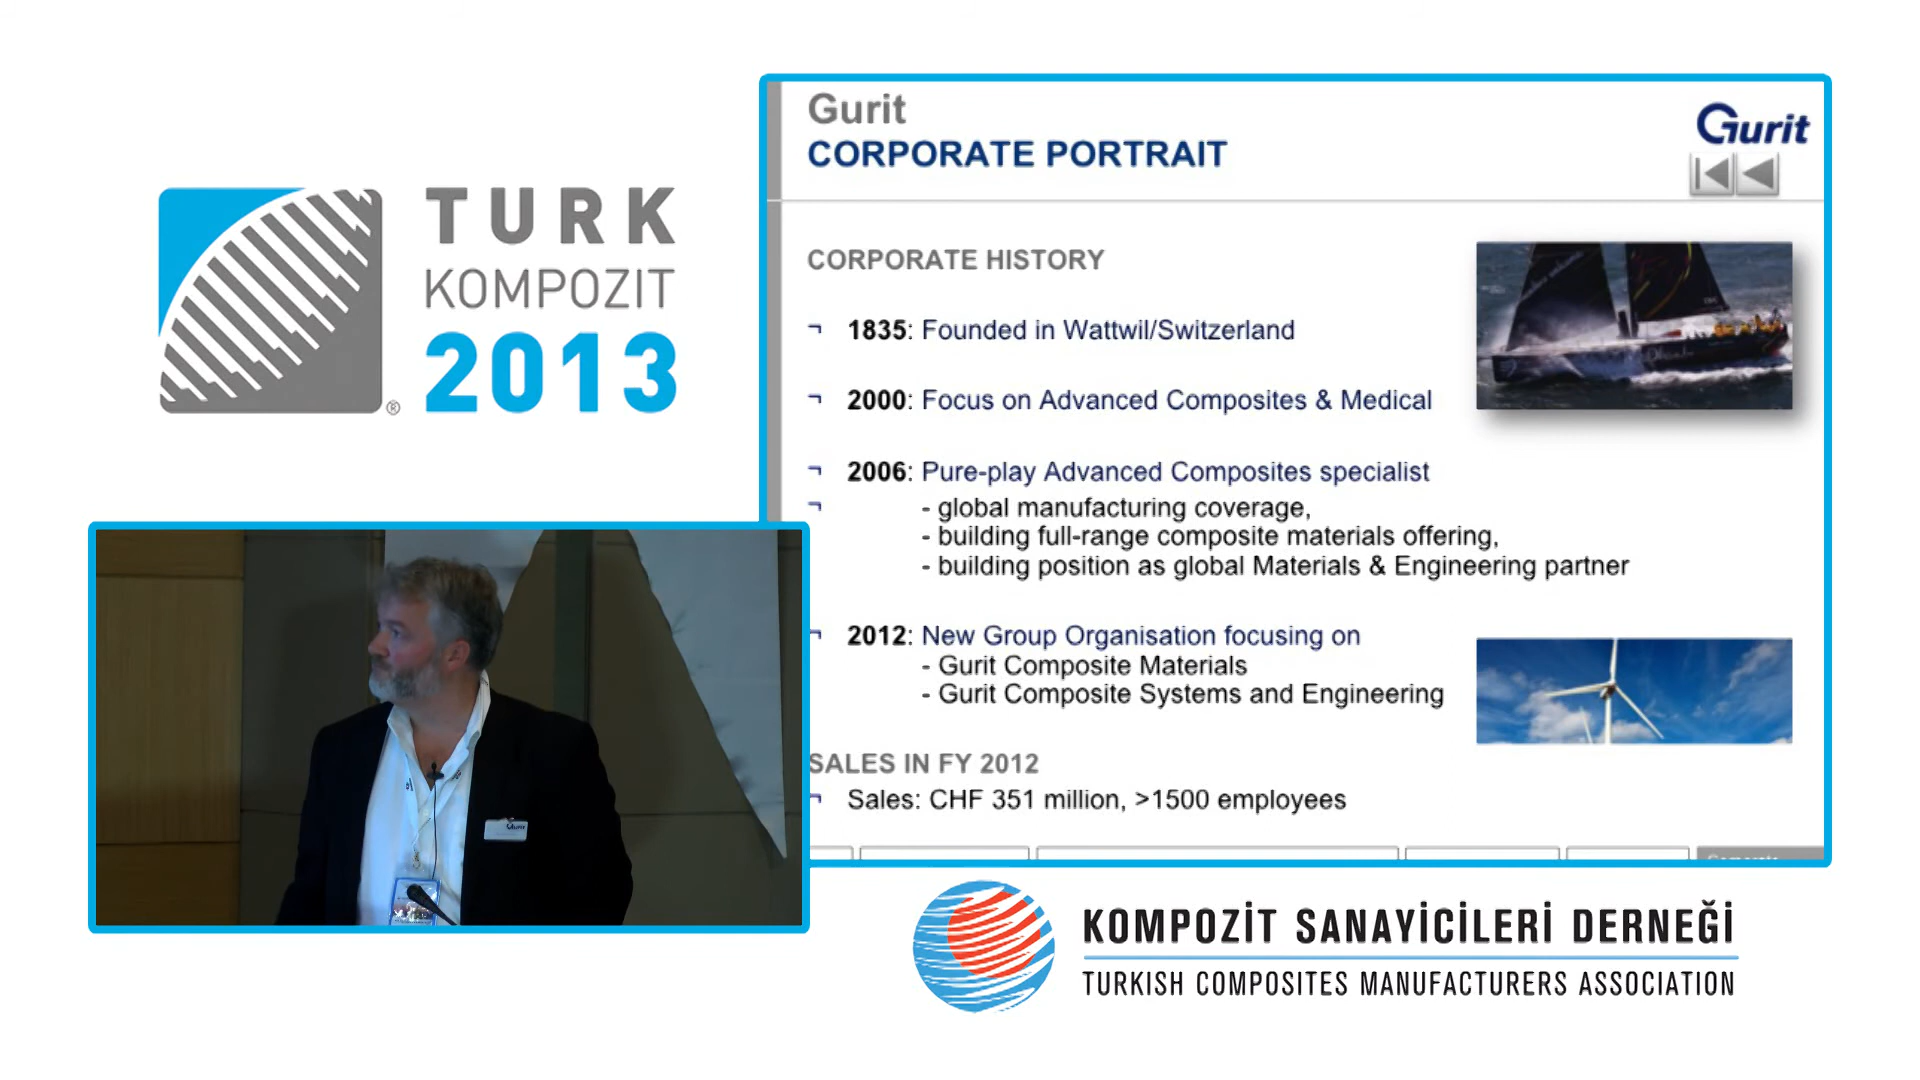 TURK
KOMPOZIT
2013
®
Gurit
CORPORATE PORTRAIT
Gurit
CORPORATE HISTORY
1835: Founded in Wattwil/Switzerland
2000: Focus on Advanced Composites & Medical
2006: Pure-play Advanced Composites specialist
- global manufacturing coverage,
- building full-range composite materials offering,
- building position as global Materials & Engineering partner
2012: New Group Organisation focusing on
- Gurit Composite Materials
- Gurit Composite Systems and Engineering
SALES IN FY 2012
Sales: CHF 351 million, >1500 employees
Gurit
KOMPOZİT SANAYİCİLERİ DERNEĞİ
TURKISH COMPOSITES MANUFACTURERS ASSOCIATION